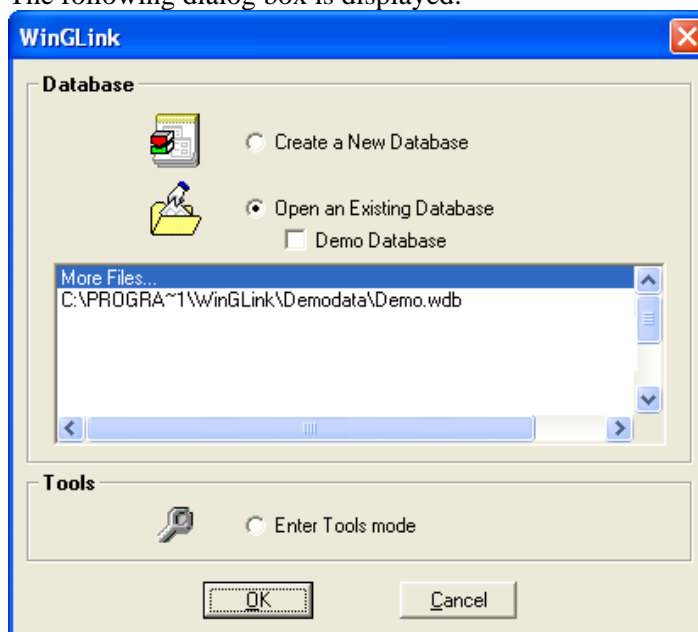 The following dialog box is displayed:
WinGLink
Database
Create a New Database
Open an Existing Database
Demo Database
More Files...
C:\PROGRA~1\WinGLink\Demodata\Demo.wdb
Tools
Enter Tools mode
OK
Cancel